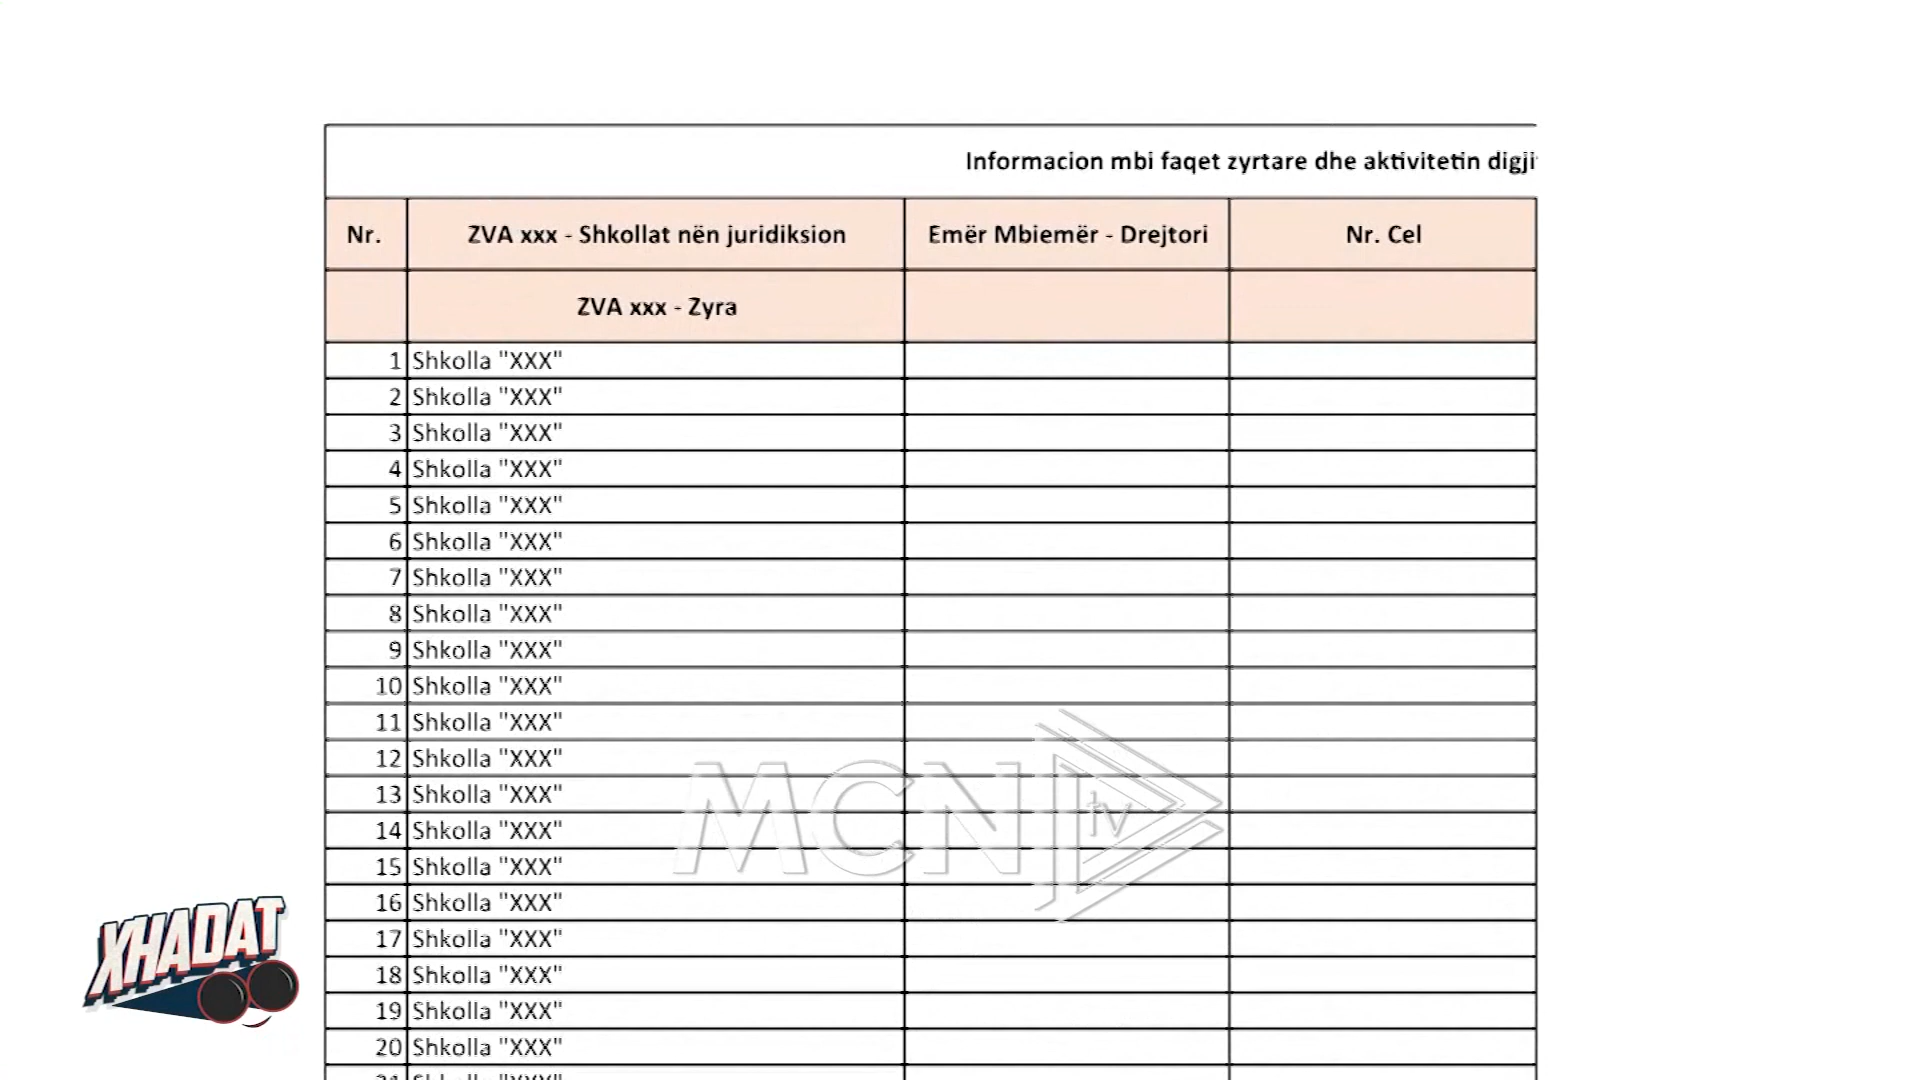 Informacion mbi faqet zyrtare dhe aktivitetin digji
Nr. ZVA xxx - Shkollat nën juridiksion Emër Mbiemër - Drejtori Nr. Cel
ZVA xxx - Zyra
1 Shkolla "XXX"
2 Shkolla "XXX"
3 Shkolla "XXX"
4 Shkolla "XXX"
5 Shkolla "XXX"
6 Shkolla "XXX"
7 Shkolla "XXX"
8 Shkolla "XXX"
9 Shkolla "XXX"
10 Shkolla "XXX"
11 Shkolla "XXX"
12 Shkolla "XXX"
13 Shkolla "XXX"
14 Shkolla "XXX"
15 Shkolla "XXX"
16 Shkolla "XXX"
17 Shkolla "XXX"
18 Shkolla "XXX"
19 Shkolla "XXX"
20 Shkolla "XXX"
MCN tv
XHADAT